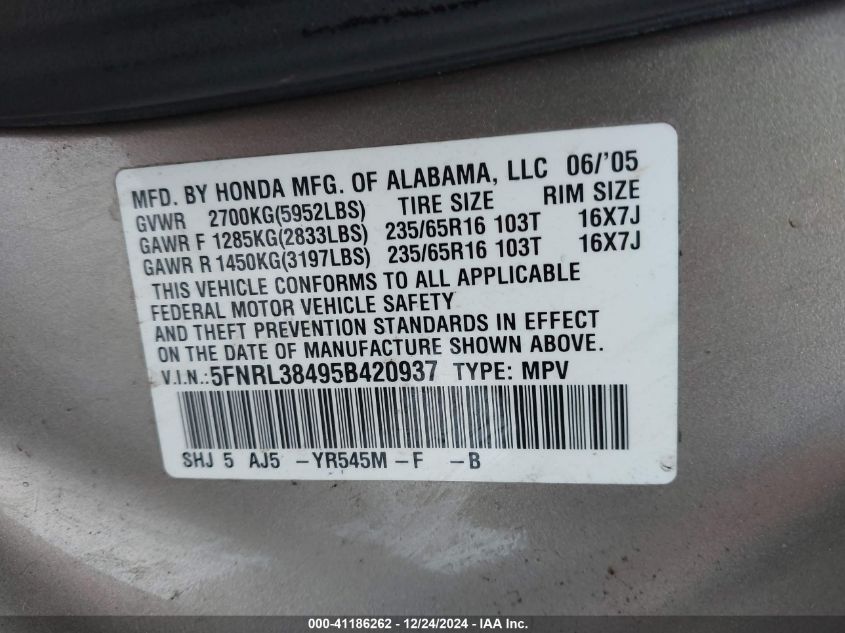 MFD. BY HONDA MFG. OF ALABAMA, LLC 06/'05
GVWR 2700KG(5952LBS) TIRE SIZE RIM SIZE
GAWR F 1285KG(2833LBS) 235/65R16 103T 16X7J
GAWR R 1450KG(3197LBS) 235/65R16 103T 16X7J
THIS VEHICLE CONFORMS TO ALL APPLICABLE
FEDERAL MOTOR VEHICLE SAFETY
AND THEFT PREVENTION STANDARDS IN EFFECT
ON THE DATE OF MANUFACTURE SHOWN ABOVE.
V.I.N.:5FNRL38495B420937 TYPE: MPV
SHJ 5 AJ5 -YR545M -F -B
000-41186262 - 12/24/2024 - IAAI.com